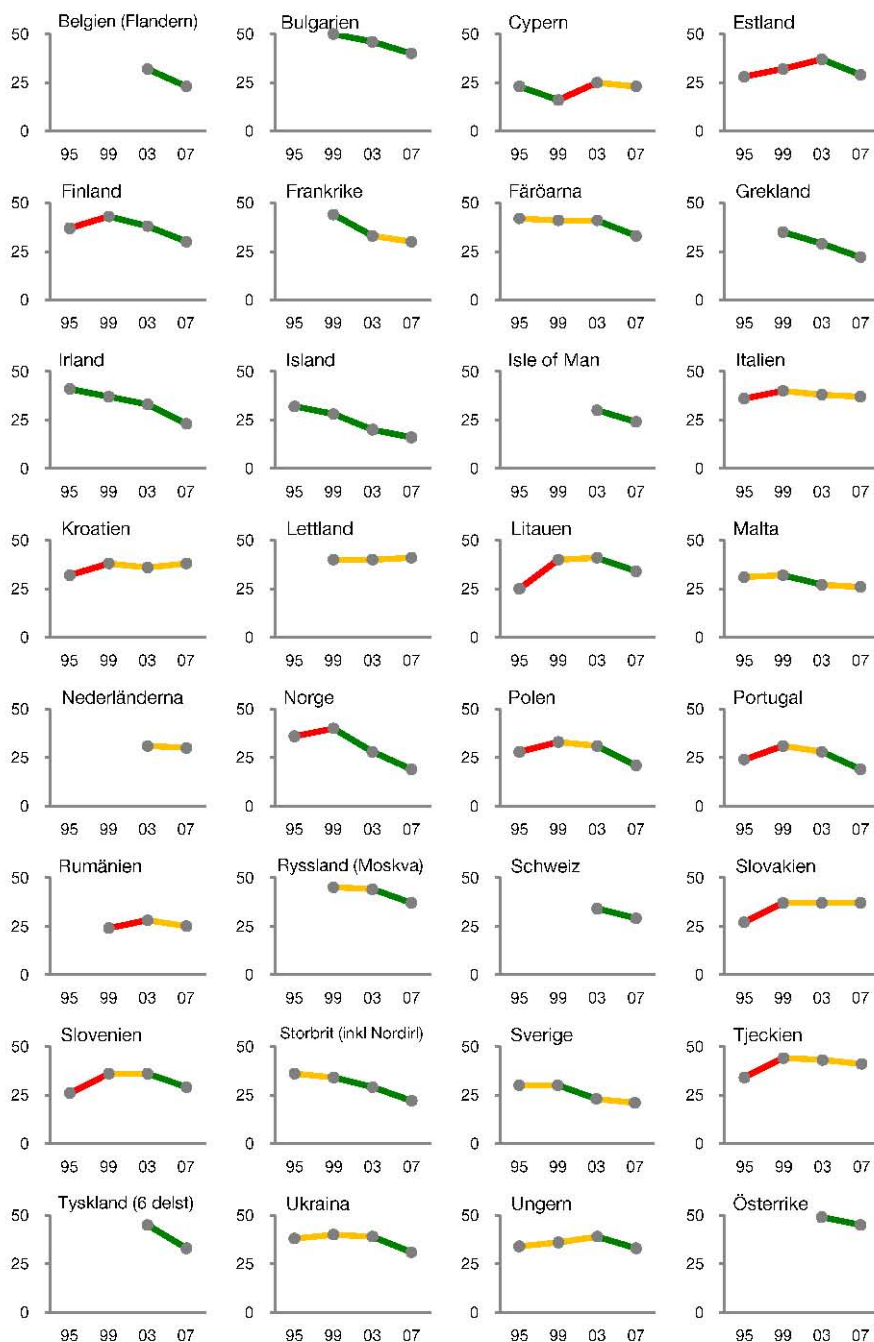 Belgien (Flandern) Bulgarien Cypern Estland
50 50 50 50
25 25 25 25
0 0 0 0
95 99 03 07 95 99 03 07 95 99 03 07 95 99 03 07
Finland Frankrike Färöarna Grekland
50 50 50 50
25 25 25 25
0 0 0 0
95 99 03 07 95 99 03 07 95 99 03 07 95 99 03 07
Irland Island Isle of Man Italien
50 50 50 50
25 25 25 25
0 0 0 0
95 99 03 07 95 99 03 07 95 99 03 07 95 99 03 07
Kroatien Lettland Litauen Malta
50 50 50 50
25 25 25 25
0 0 0 0
95 99 03 07 95 99 03 07 95 99 03 07 95 99 03 07
Nederländerna Norge Polen Portugal
50 50 50 50
25 25 25 25
0 0 0 0
95 99 03 07 95 99 03 07 95 99 03 07 95 99 03 07
Rumänien Ryssland (Moskva) Schweiz Slovakien
50 50 50 50
25 25 25 25
0 0 0 0
95 99 03 07 95 99 03 07 95 99 03 07 95 99 03 07
Slovenien Storbrit (inkl Nordirl) Sverige Tjeckien
50 50 50 50
25 25 25 25
0 0 0 0
95 99 03 07 95 99 03 07 95 99 03 07 95 99 03 07
Tyskland (6 delst) Ukraina Ungern Österrike
50 50 50 50
25 25 25 25
0 0 0 0
95 99 03 07 95 99 03 07 95 99 03 07 95 99 03 07